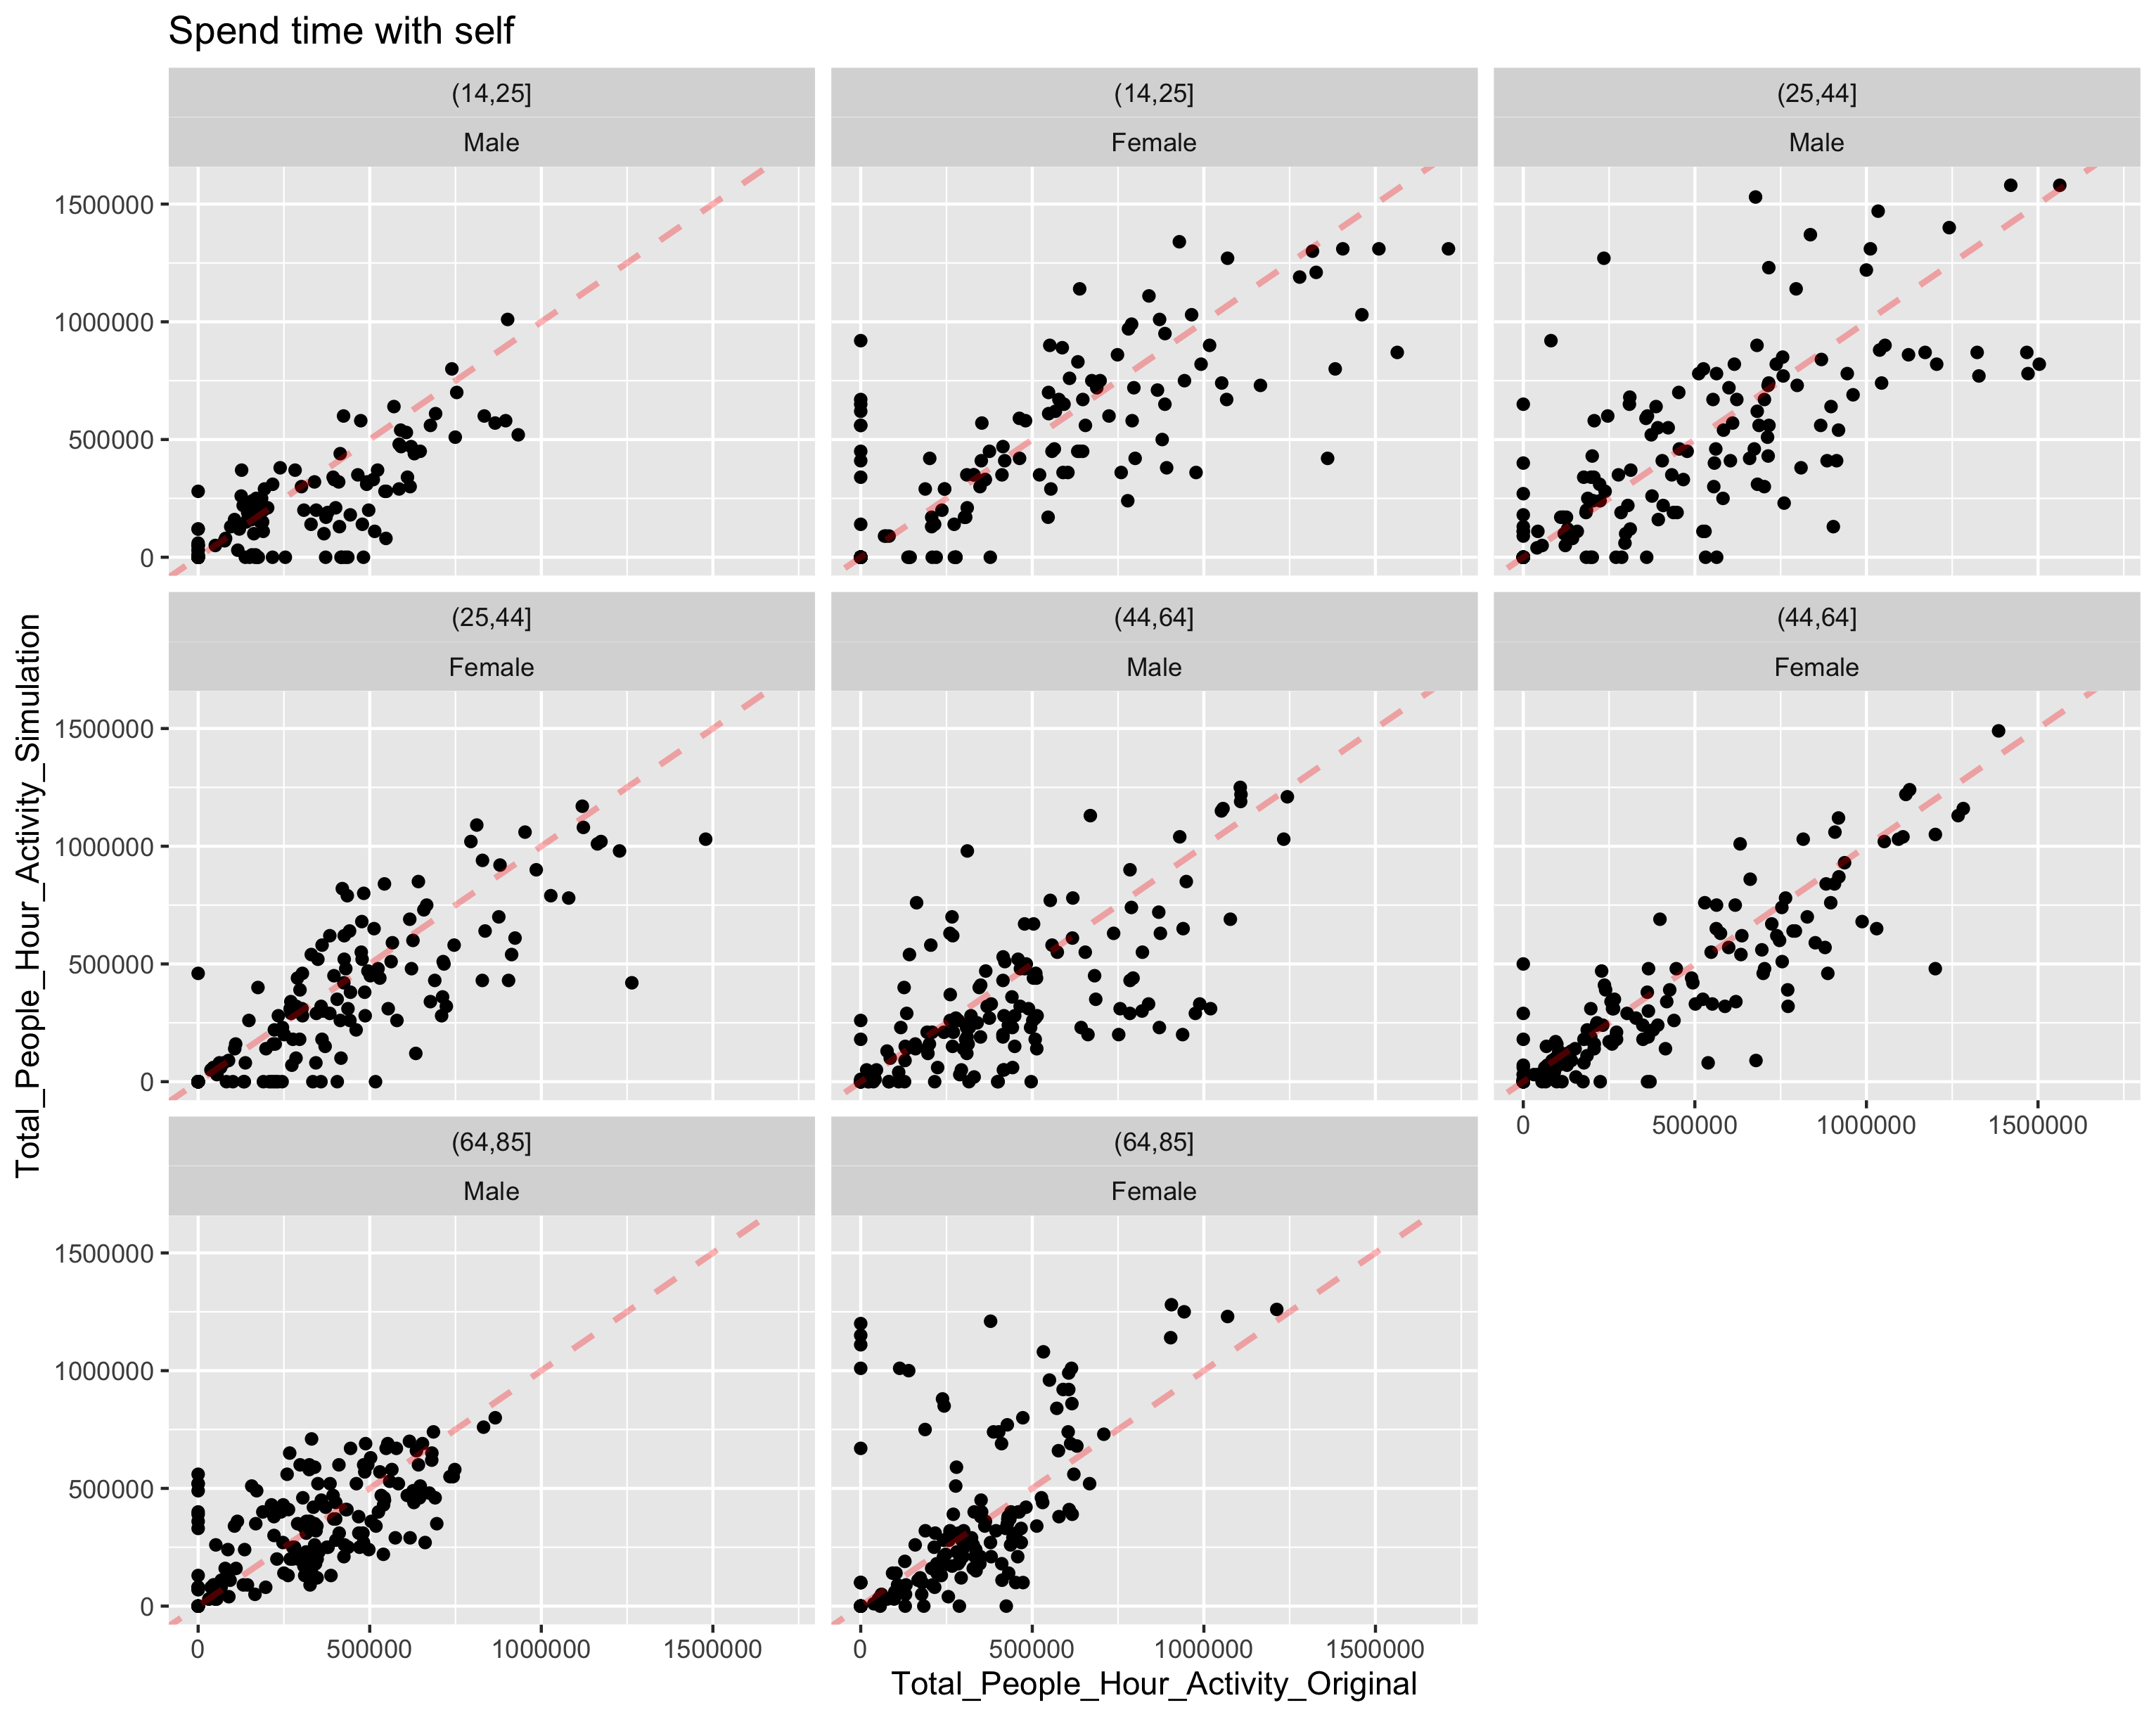 Spend time with self
(14,25]
(14,25]
(25,44]
Male
Female
Male
1500000
1000000
500000
0
(25,44]
(44,64]
(44,64]
Female
Male
Female
1500000
1000000
500000
0
0
500000
1000000
1500000
(64,85]
(64,85]
Male
Female
1500000
1000000
500000
0
0
500000
1000000
1500000
0
500000
1000000
1500000
Total_People_Hour_Activity_Original
Total_People_Hour_Activity_Simulation